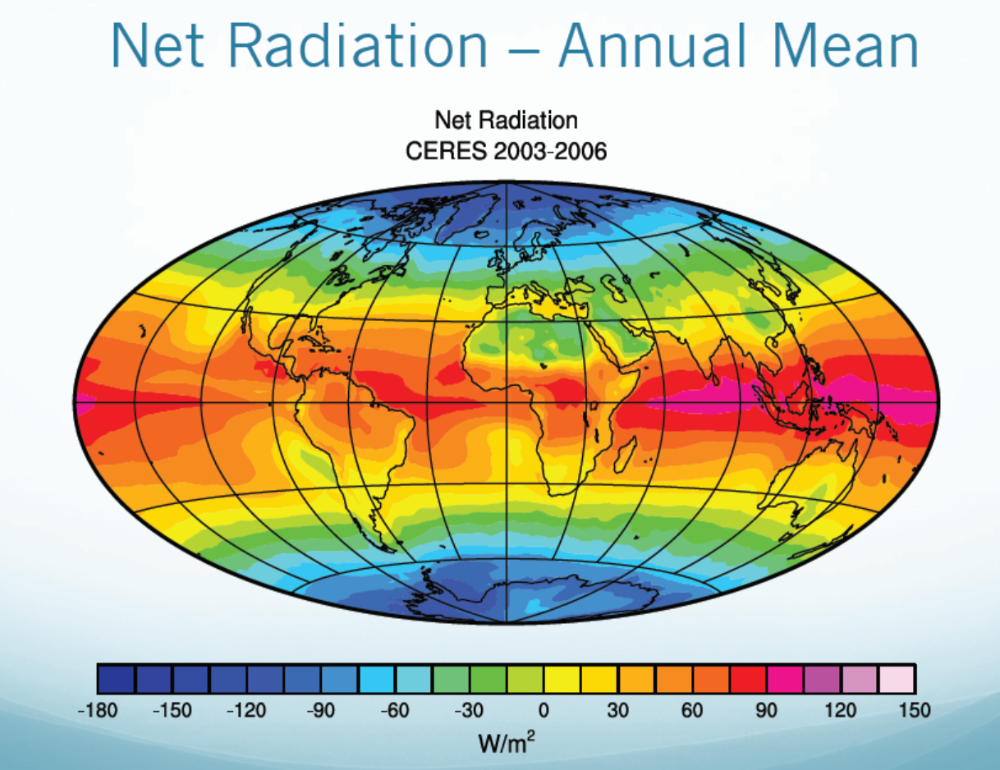 Net Radiation – Annual Mean
Net Radiation
CERES 2003-2006
-180 -150 -120 -90 -60 -30 0 30 60 90 120 150
W/m²